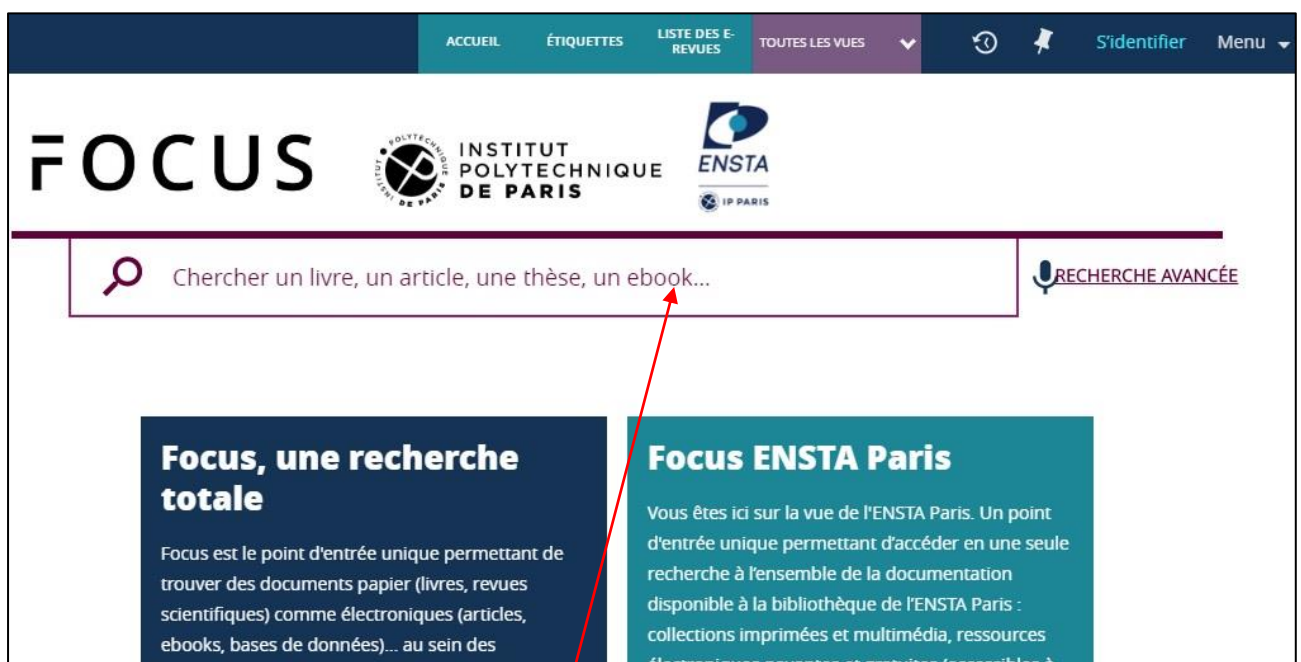 ACCUEIL
ÉTIQUETTES
LISTE DES E-
REVUES
TOUTES LES VUES
S'identifier
Menu
FOCUS
POLYTECHNIQUE
INSTITUT
DE PARIS
INSTITUT
POLYTECHNIQUE
DE PARIS
ENSTA
IP PARIS
Chercher un livre, un article, une thèse, un ebook...
RECHERCHE AVANCÉE
Focus, une recherche
totale
Focus est le point d'entrée unique permettant de
trouver des documents papier (livres, revues
scientifiques) comme électroniques (articles,
ebooks, bases de données)... au sein des
Focus ENSTA Paris
Vous êtes ici sur la vue de l'ENSTA Paris. Un point
d'entrée unique permettant d'accéder en une seule
recherche à l'ensemble de la documentation
disponible à la bibliothèque de l'ENSTA Paris :
collections imprimées et multimédia, ressources